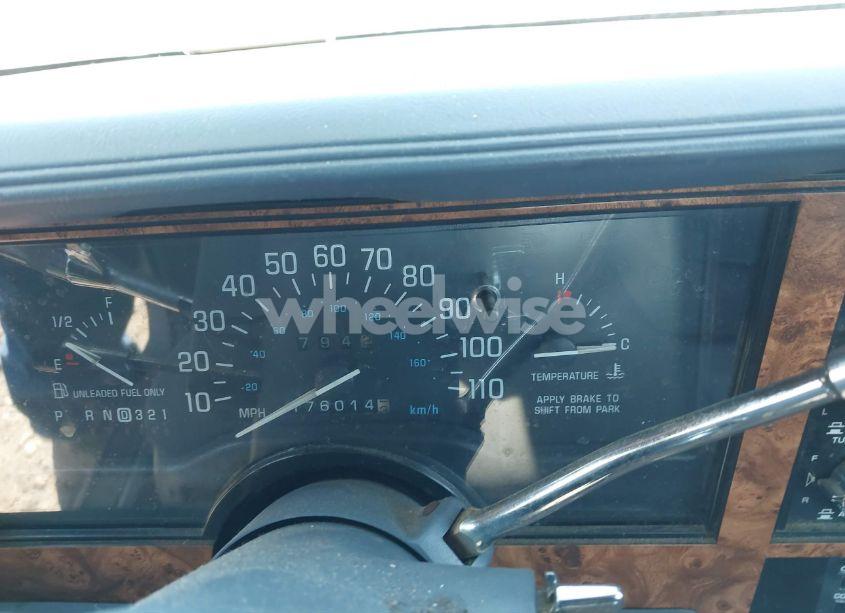 wheelwise
F
1/2
E
UNLEADED FUEL ONLY
P R N D 3 2 1
10 20 30 40 50 60 70 80 90 100 110
20 40 60 80 100 120 140 160
794
MPH
176014
km/h
H
C
TEMPERATURE
APPLY BRAKE TO
SHIFT FROM PARK
L
TU
F
R